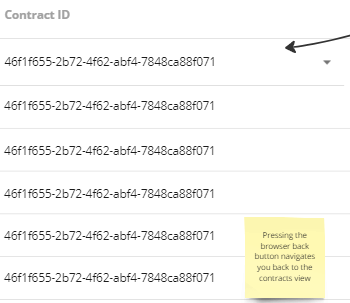 Contract ID
46f1f655-2b72-4f62-abf4-7848ca88f071
46f1f655-2b72-4f62-abf4-7848ca88f071
46f1f655-2b72-4f62-abf4-7848ca88f071
46f1f655-2b72-4f62-abf4-7848ca88f071
46f1f655-2b72-4f62-abf4-7848ca88f071
46f1f655-2b72-4f62-abf4-7848ca88f071
Pressing the
browser back
button navigates
you back to the
contracts view